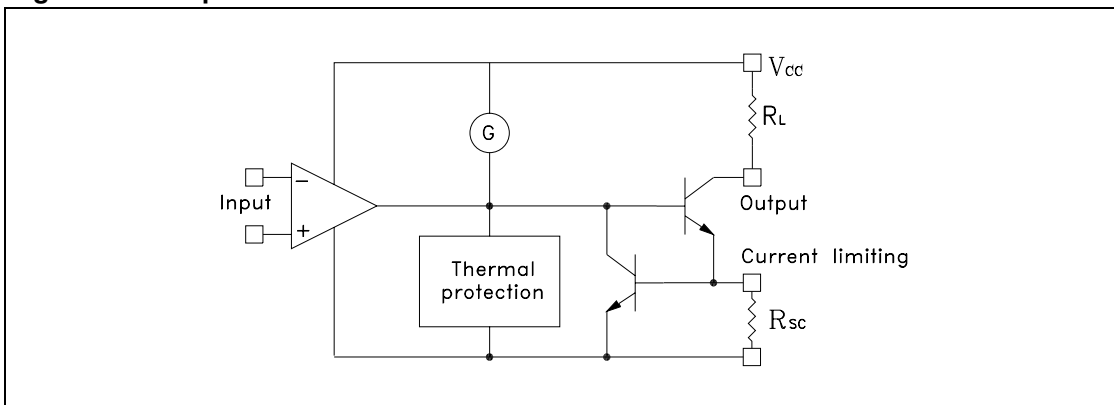 Vcc
RL
G
−
Input
+
Output
Current limiting
Thermal
protection
Rsc